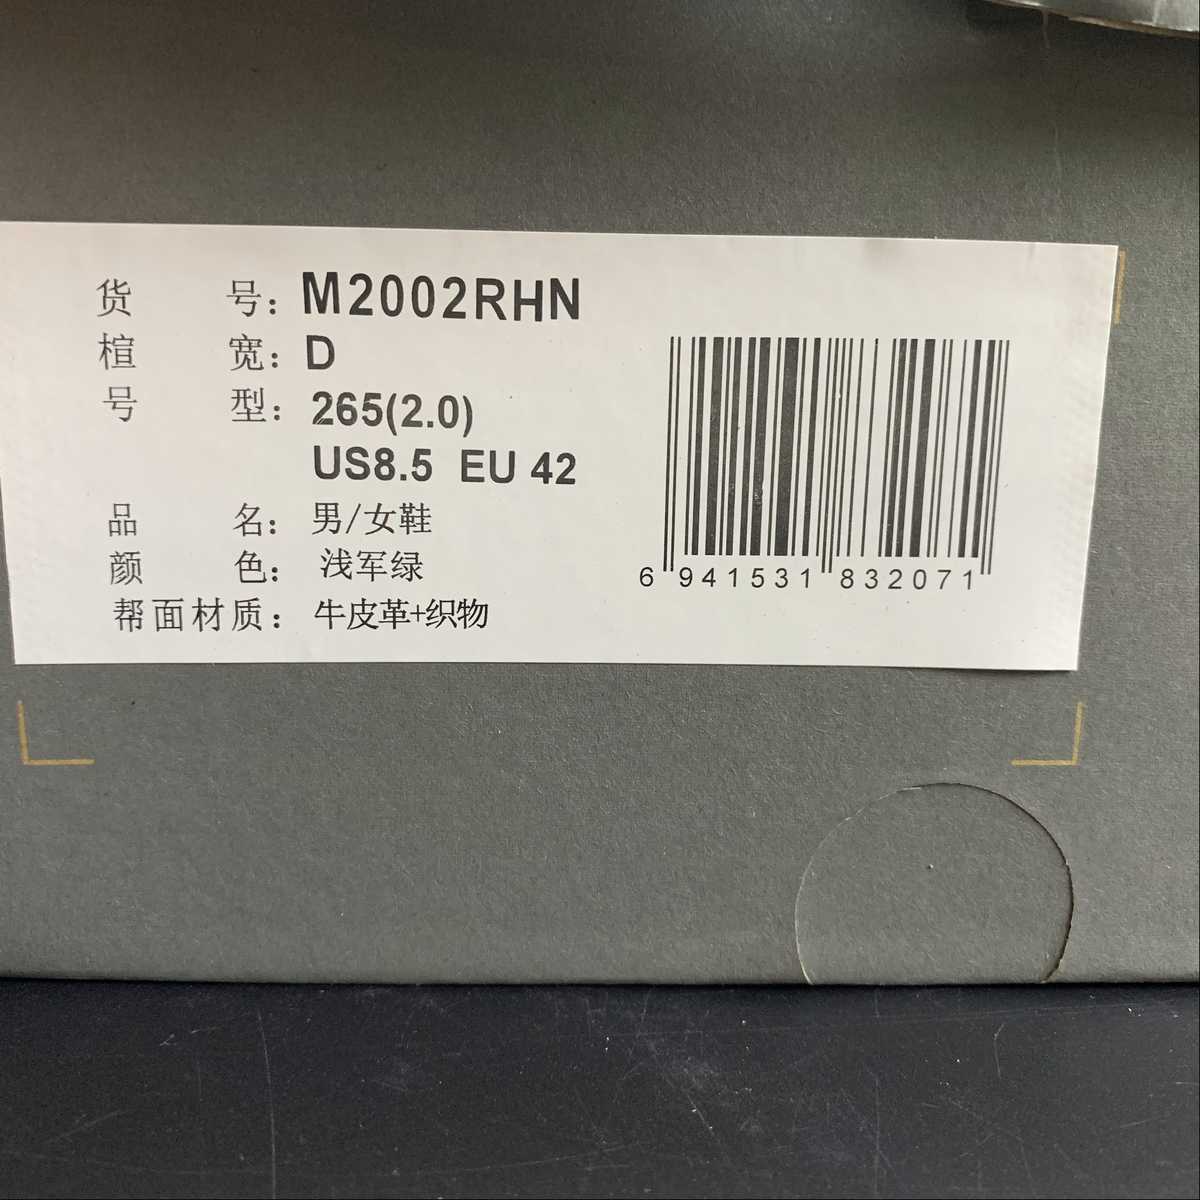 货 号: M2002RHN
楦 宽: D
号 型: 265(2.0)
US8.5 EU 42
品 名: 男/女鞋
颜 色: 浅军绿
帮面材质: 牛皮革+织物
6 941531 832071